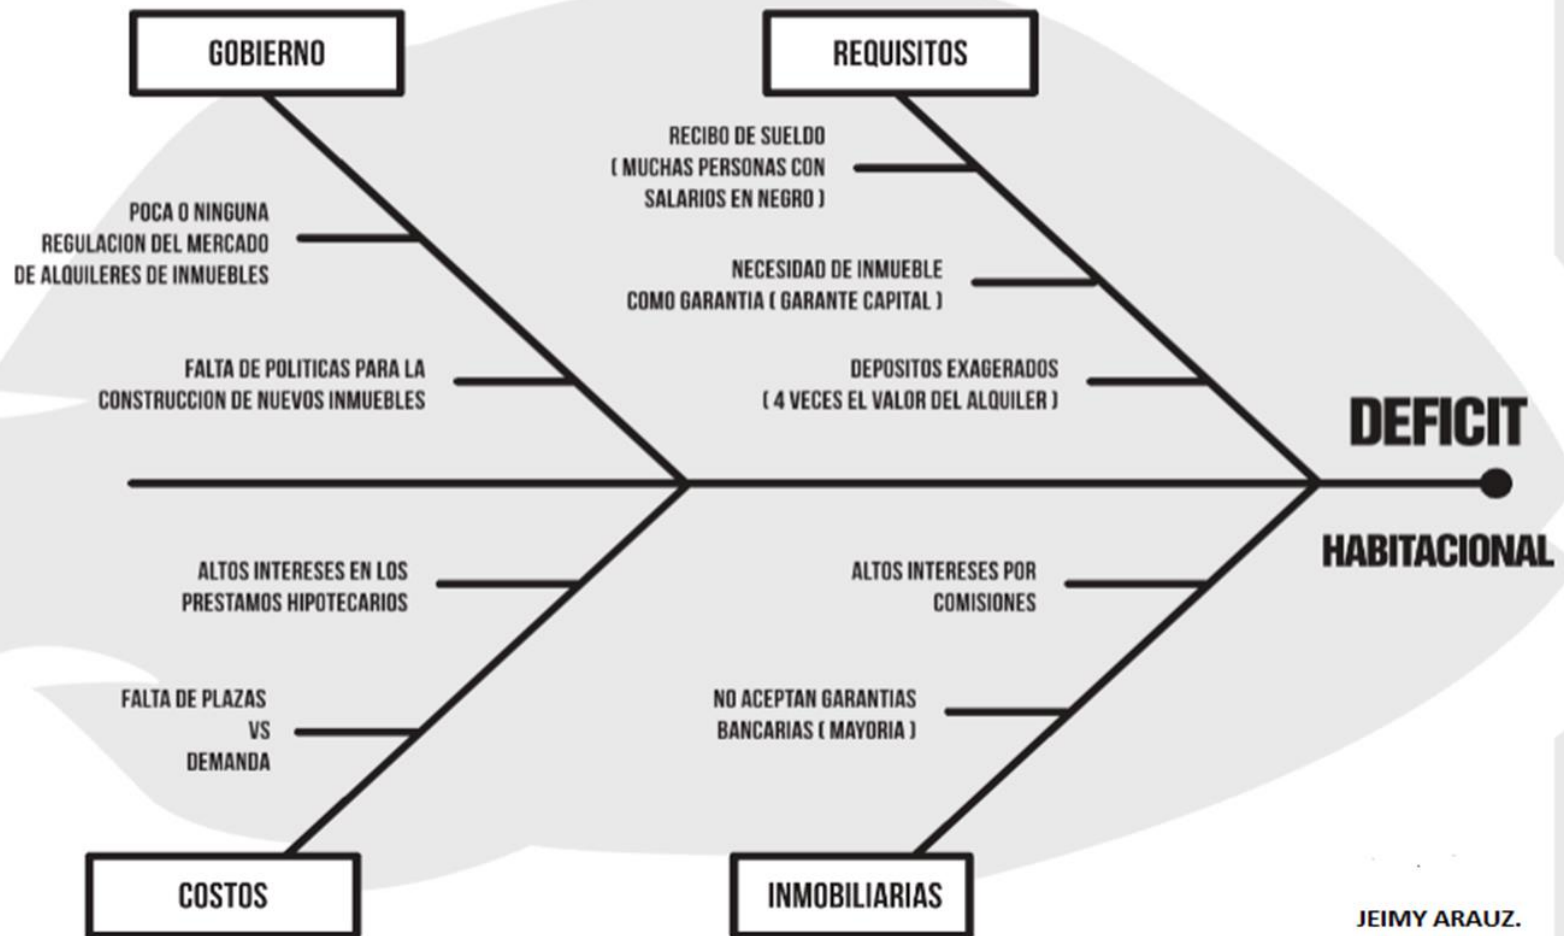 GOBIERNO
POCA O NINGUNA
REGULACION DEL MERCADO
DE ALQUILERES DE INMUEBLES
FALTA DE POLITICAS PARA LA
CONSTRUCCION DE NUEVOS INMUEBLES
REQUISITOS
RECIBO DE SUELDO
( MUCHAS PERSONAS CON
SALARIOS EN NEGRO )
NECESIDAD DE INMUEBLE
COMO GARANTIA ( GARANTE CAPITAL )
DEPOSITOS EXAGERADOS
( 4 VECES EL VALOR DEL ALQUILER )
DEFICIT
HABITACIONAL
ALTOS INTERESES EN LOS
PRESTAMOS HIPOTECARIOS
FALTA DE PLAZAS
VS
DEMANDA
COSTOS
ALTOS INTERESES POR
COMISIONES
NO ACEPTAN GARANTIAS
BANCARIAS ( MAYORIA )
INMOBILIARIAS
JEIMY ARAUZ.